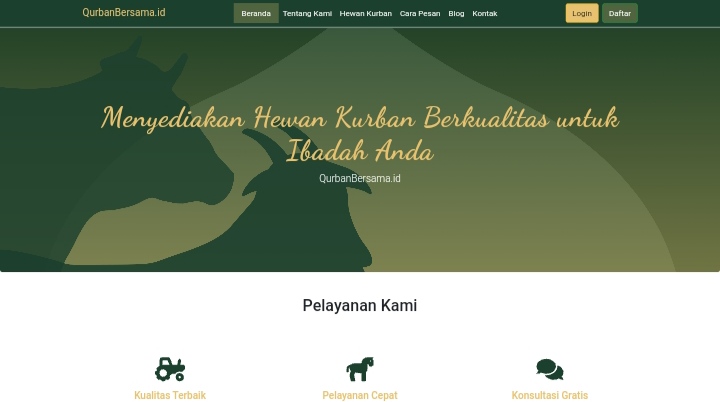 QurbanBersama.id
Beranda Tentang Kami Hewan Kurban Cara Pesan Blog Kontak Login Daftar
Menyediakan Hewan Kurban Berkualitas untuk
Ibadah Anda
QurbanBersama.id
Pelayanan Kami
Kualitas Terbaik Pelayanan Cepat Konsultasi Gratis